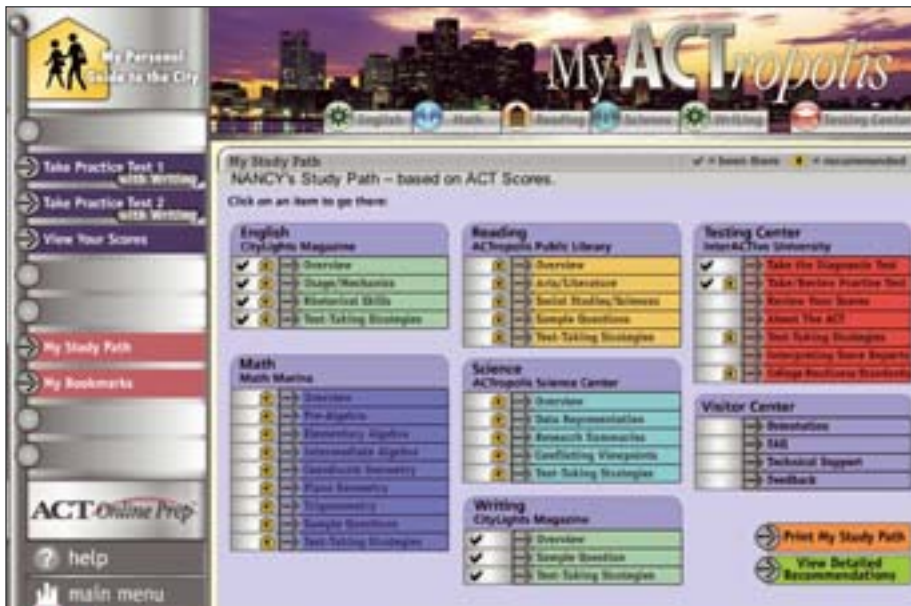 My Personal
Guide to the City
My ACTropolis
English
Math
Reading
Science
Writing
Testing Center
Take Practice Test 1
with Writing
Take Practice Test 2
with Writing
View Your Scores
My Study Path
My Bookmarks
ACT Online Prep
? help
main menu
My Study Path
✓ = been there
= recommended
NANCY's Study Path – based on ACT Scores.
Click on an item to go there:
English
CityLights Magazine
Overview
Usage/Mechanics
Rhetorical Skills
Test-Taking Strategies
Math
Math Marina
Overview
Pre-Algebra
Elementary Algebra
Intermediate Algebra
Coordinate Geometry
Plane Geometry
Trigonometry
Sample Questions
Test-Taking Strategies
Reading
ACTropolis Public Library
Overview
Arts/Literature
Social Studies/Sciences
Sample Questions
Test-Taking Strategies
Science
ACTropolis Science Center
Overview
Data Representation
Research Summaries
Conflicting Viewpoints
Test-Taking Strategies
Writing
CityLights Magazine
Overview
Sample Question
Test-Taking Strategies
Testing Center
InterACTive University
Take the Diagnostic Test
Take/Review Practice Test
Review Your Scores
About The ACT
Test-Taking Strategies
Interpreting Score Reports
College Readiness Standards
Visitor Center
Orientation
FAQ
Technical Support
Feedback
Print My Study Path
View Detailed
Recommendations